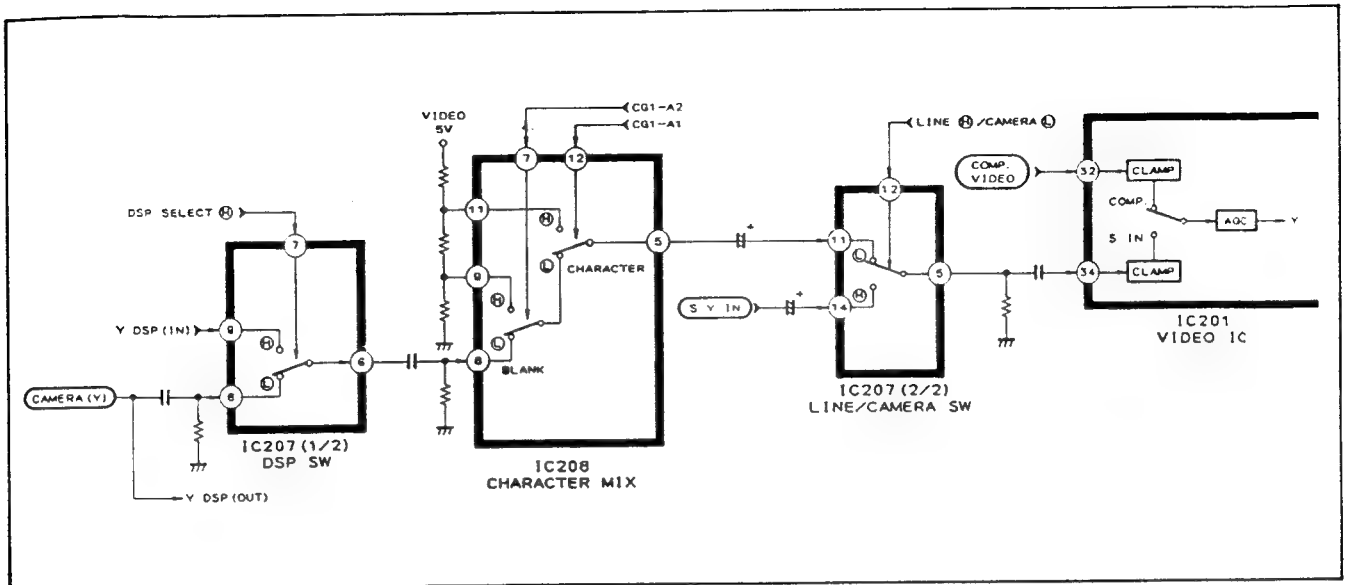 CG1-A2
CG1-A1
VIDEO
5V
7
12
LINE Ⓗ/CAMERA Ⓛ
COMP.
VIDEO
32
CLAMP
12
COMP.
AGC
Y
DSP SELECT Ⓗ
7
11
Ⓗ
5
Ⓛ
CHARACTER
11
Ⓛ
S IN
9
Ⓗ
5
34
CLAMP
Y DSP(IN)
9
Ⓗ
S Y IN
14
Ⓗ
+
+
IC201
VIDEO IC
Ⓛ
6
8
Ⓛ
BLANK
CAMERA(Y)
8
IC207(2/2)
LINE/CAMERA SW
IC207(1/2)
DSP SW
IC208
CHARACTER MIX
Y DSP(OUT)